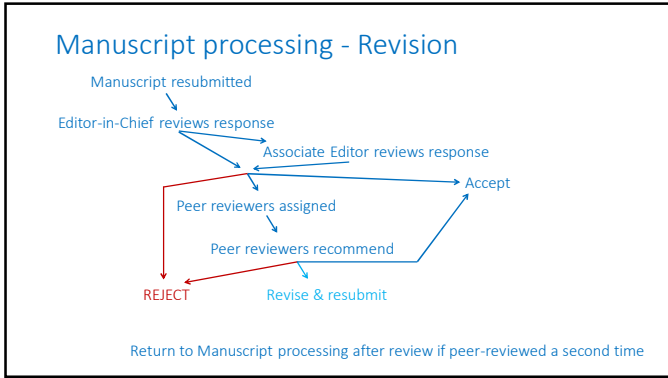 Manuscript processing - Revision
Manuscript resubmitted
Editor-in-Chief reviews response
Associate Editor reviews response
Accept
Peer reviewers assigned
Peer reviewers recommend
REJECT
Revise & resubmit
Return to Manuscript processing after review if peer-reviewed a second time